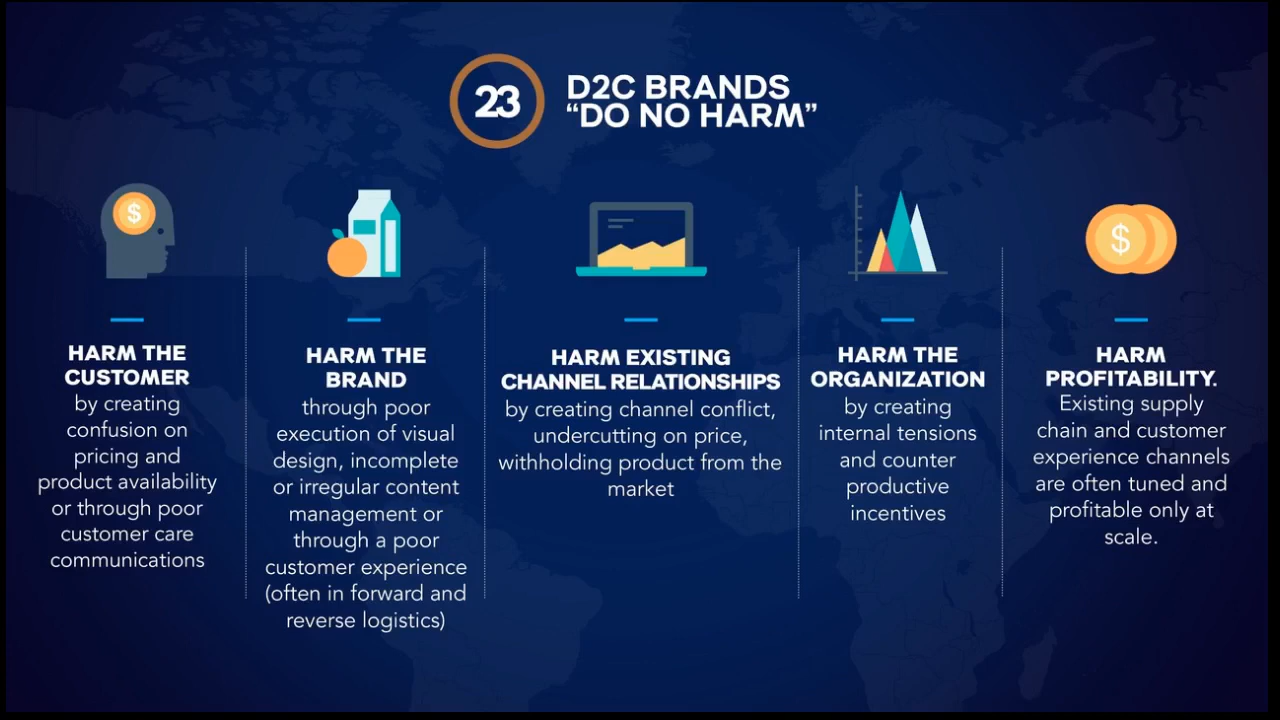 23
D2C BRANDS
“DO NO HARM”
$
HARM THE
CUSTOMER
by creating
confusion on
pricing and
product availability
or through poor
customer care
communications
HARM THE
BRAND
through poor
execution of visual
design, incomplete
or irregular content
management or
through a poor
customer experience
(often in forward and
reverse logistics)
HARM EXISTING
CHANNEL RELATIONSHIPS
by creating channel conflict,
undercutting on price,
withholding product from the
market
HARM THE
ORGANIZATION
by creating
internal tensions
and counter
productive
incentives
$
HARM
PROFITABILITY.
Existing supply
chain and customer
experience channels
are often tuned and
profitable only at
scale.